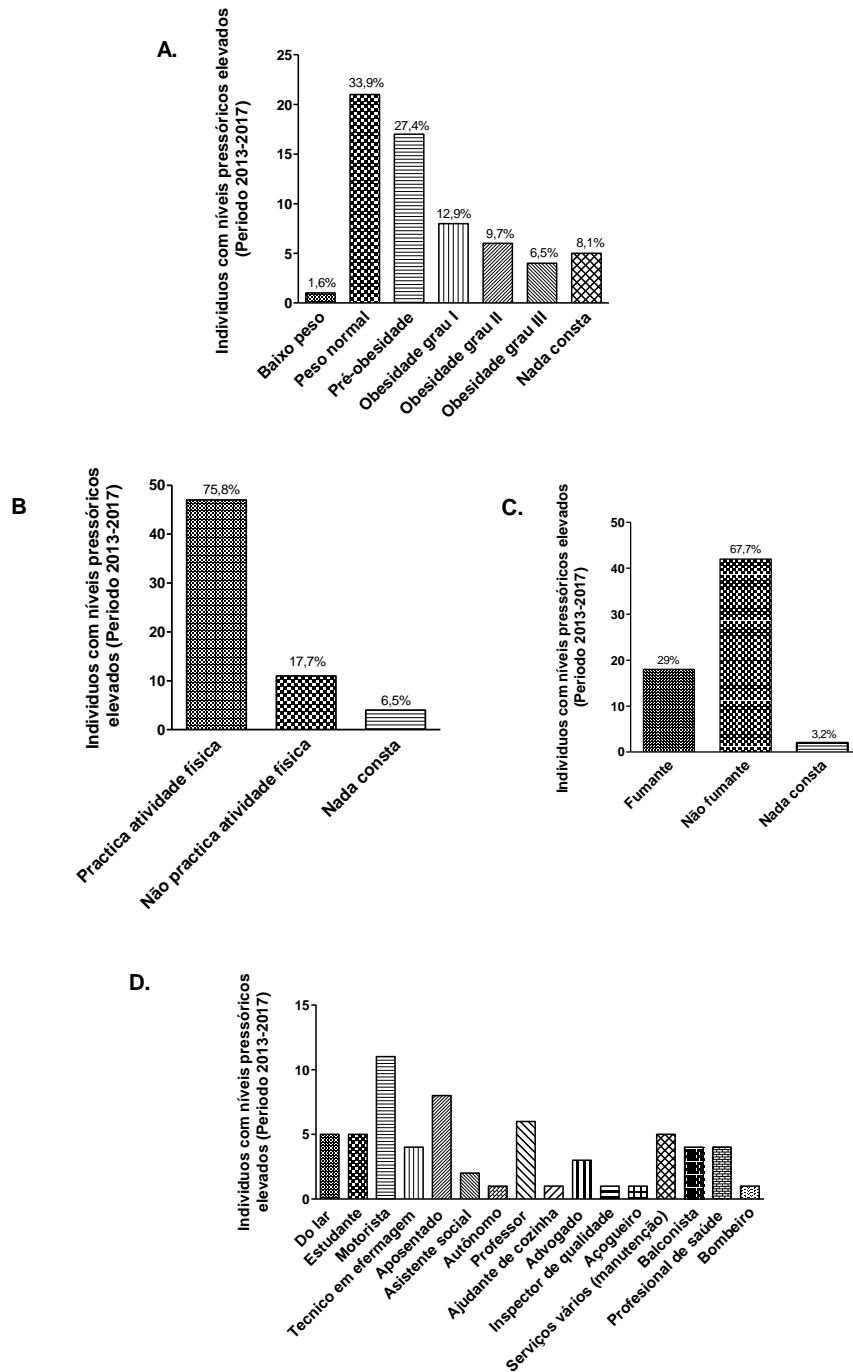 A.
Individuos com níveis pressóricos elevados
(Periodo 2013-2017)
25
20
15
10
5
0
1,6%
33,9%
27,4%
12,9%
9,7%
6,5%
8,1%
Baixo peso
Peso normal
Pré-obesidade
Obesidade grau I
Obesidade grau II
Obesidade grau III
Nada consta
B
Individuos com níveis pressóricos
elevados (Periodo 2013-2017)
50
40
30
20
10
0
75,8%
17,7%
6,5%
Practica atividade física
Não practica atividade física
Nada consta
C.
Individuos com níveis pressóricos elevados
(Periodo 2013-2017)
50
40
30
20
10
0
29%
67,7%
3,2%
Fumante
Não fumante
Nada consta
D.
Individuos com níveis pressóricos
elevados (Periodo 2013-2017)
15
10
5
0
Do lar
Estudante
Motorista
Tecnico em efermagem
Aposentado
Asistente social
Autônomo
Professor
Ajudante de cozinha
Advogado
Inspector de qualidade
Açogueiro
Serviços vários (manutenção)
Balconista
Profesional de saúde
Bombeiro